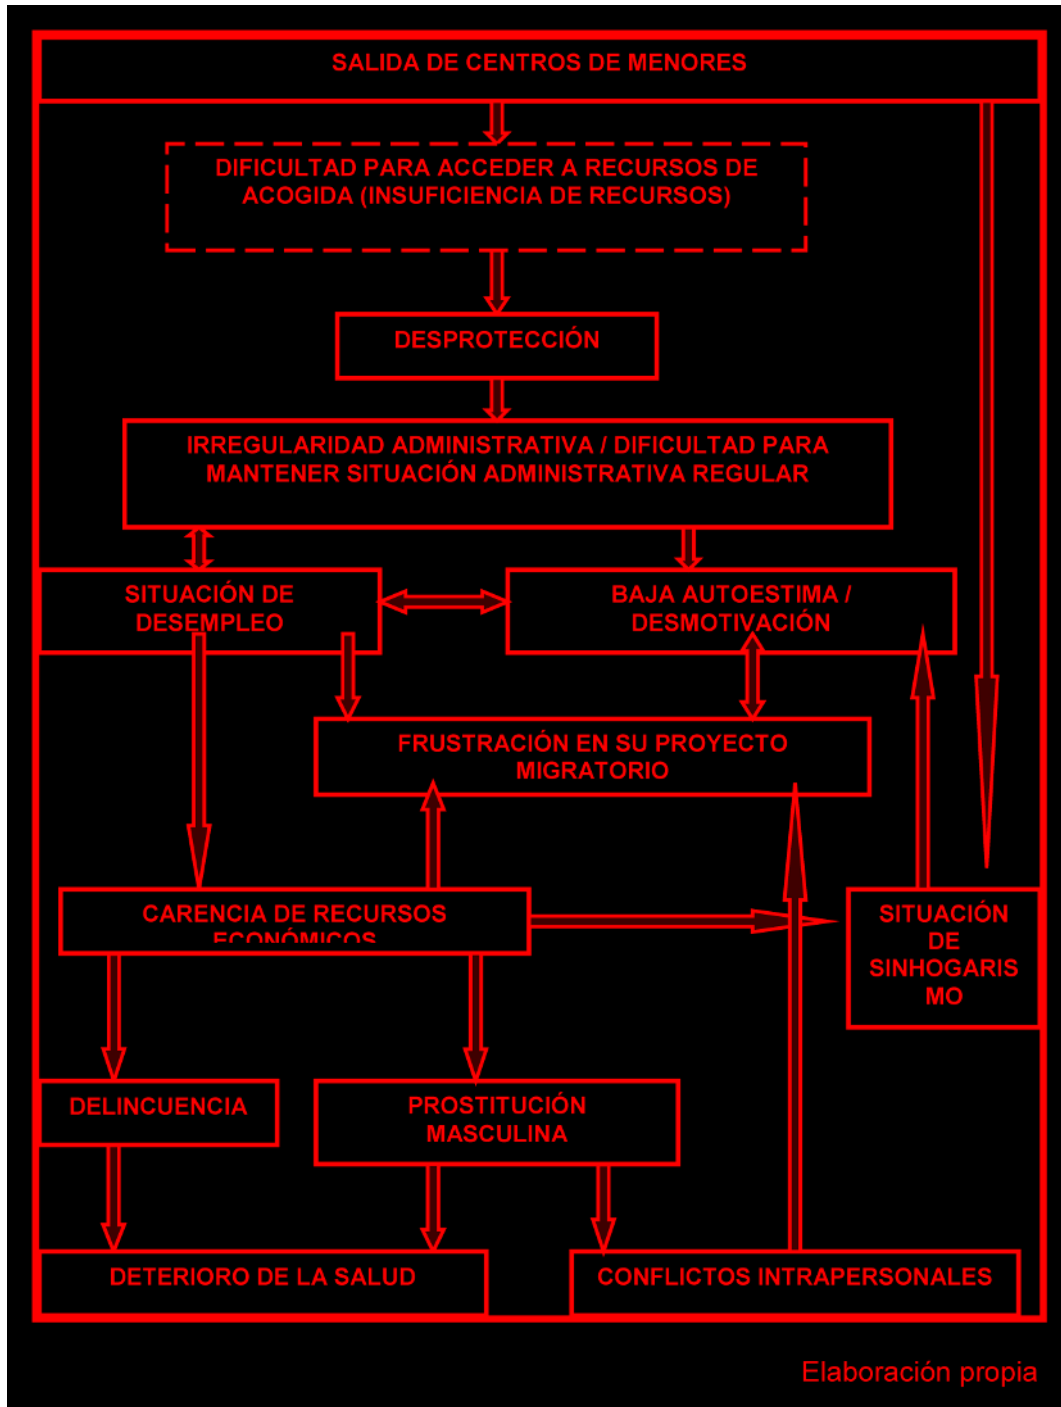 SALIDA DE CENTROS DE MENORES
DIFICULTAD PARA ACCEDER A RECURSOS DE
ACOGIDA (INSUFICIENCIA DE RECURSOS)
DESPROTECCIÓN
IRREGULARIDAD ADMINISTRATIVA / DIFICULTAD PARA
MANTENER SITUACIÓN ADMINISTRATIVA REGULAR
SITUACIÓN DE
DESEMPLEO
BAJA AUTOESTIMA /
DESMOTIVACIÓN
FRUSTRACIÓN EN SU PROYECTO
MIGRATORIO
CARENCIA DE RECURSOS
ECONÓMICOS
SITUACIÓN
DE
SINHOGARIS
MO
DELINCUENCIA
PROSTITUCIÓN
MASCULINA
DETERIORO DE LA SALUD
CONFLICTOS INTRAPERSONALES
Elaboración propia